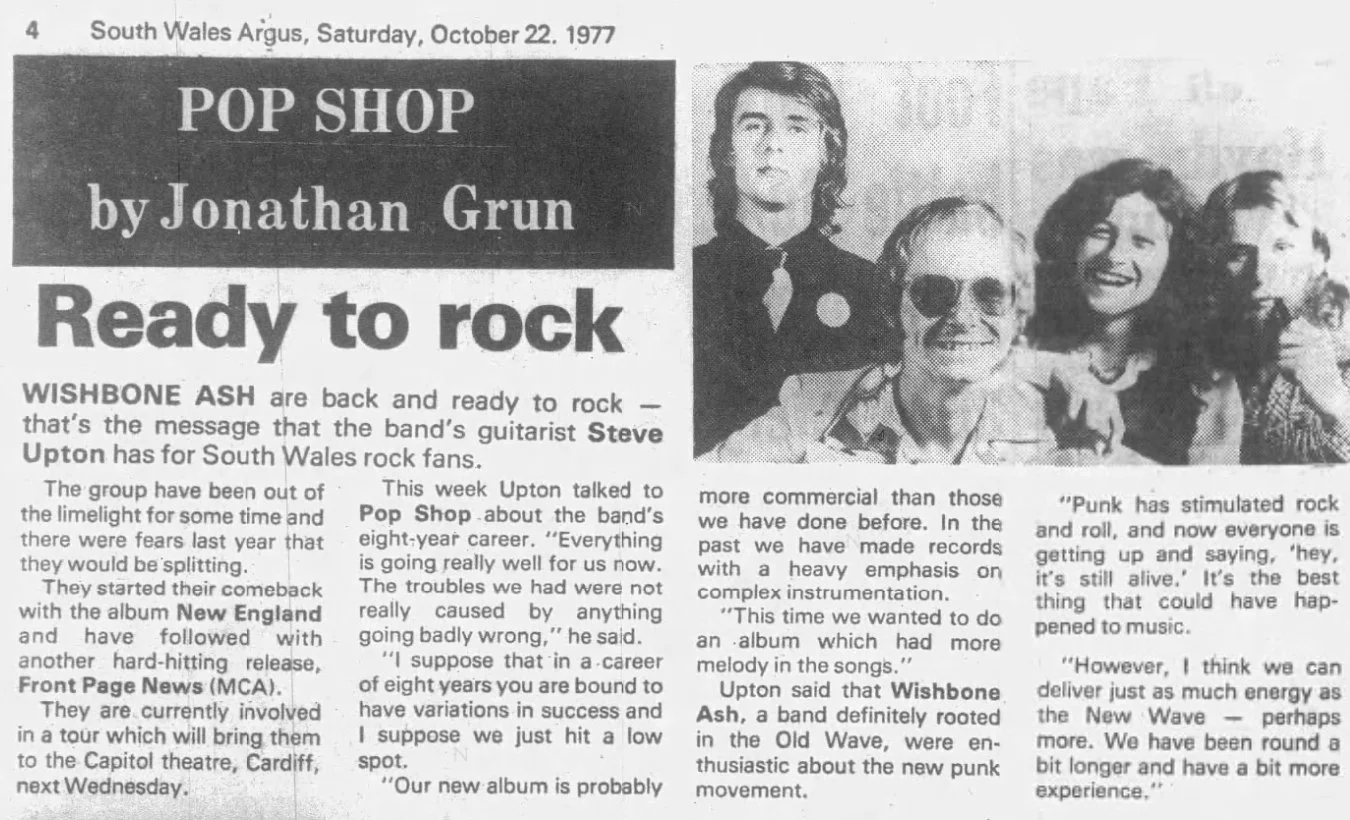 4 South Wales Argus, Saturday, October 22. 1977
POP SHOP
by Jonathan Grun
Ready to rock
WISHBONE ASH are back and ready to rock —
that's the message that the band's guitarist Steve
Upton has for South Wales rock fans.
The group have been out of
the limelight for some time and
there were fears last year that
they would be splitting.
They started their comeback
with the album New England
and have followed with
another hard-hitting release,
Front Page News (MCA).
They are currently involved
in a tour which will bring them
to the Capitol theatre, Cardiff,
next Wednesday.
This week Upton talked to
Pop Shop about the band's
eight-year career. "Everything
is going really well for us now.
The troubles we had were not
really caused by anything
going badly wrong," he said.
"I suppose that in a career
of eight years you are bound to
have variations in success and
I suppose we just hit a low
spot.
"Our new album is probably
more commercial than those
we have done before. In the
past we have made records
with a heavy emphasis on
complex instrumentation.
"This time we wanted to do
an album which had more
melody in the songs."
Upton said that Wishbone
Ash, a band definitely rooted
in the Old Wave, were en-
thusiastic about the new punk
movement.
"Punk has stimulated rock
and roll, and now everyone is
getting up and saying, 'hey,
it's still alive.' It's the best
thing that could have hap-
pened to music.
"However, I think we can
deliver just as much energy as
the New Wave — perhaps
more. We have been round a
bit longer and have a bit more
experience."